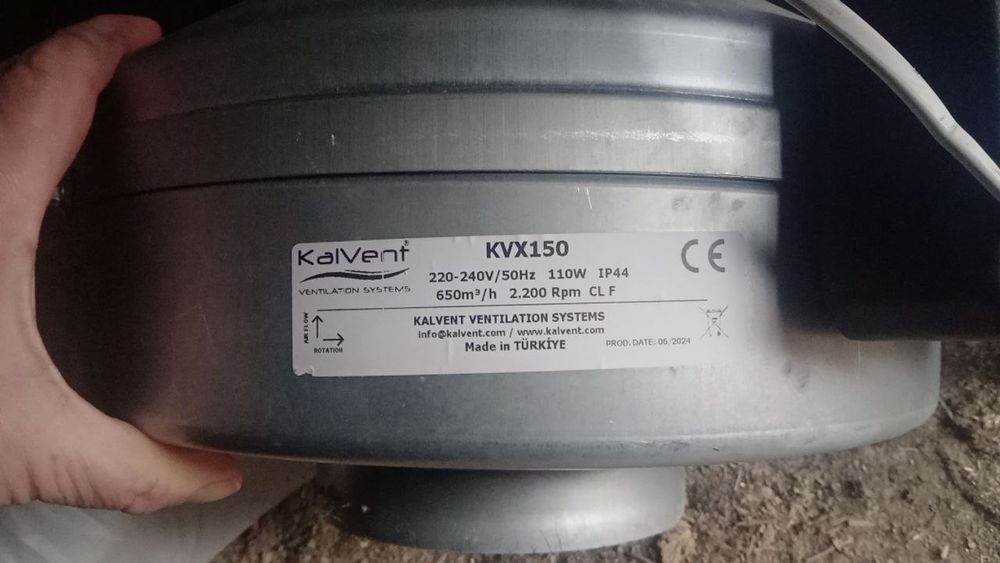 KalVent®
VENTILATION SYSTEMS
KVX150
220-240V/50Hz 110W IP44
650m³/h 2.200 Rpm CL F
CE
AIR FLOW
ROTATION
KALVENT VENTILATION SYSTEMS
info@kalvent.com / www.kalvent.com
Made in TÜRKİYE
PROD. DATE: 06/2024